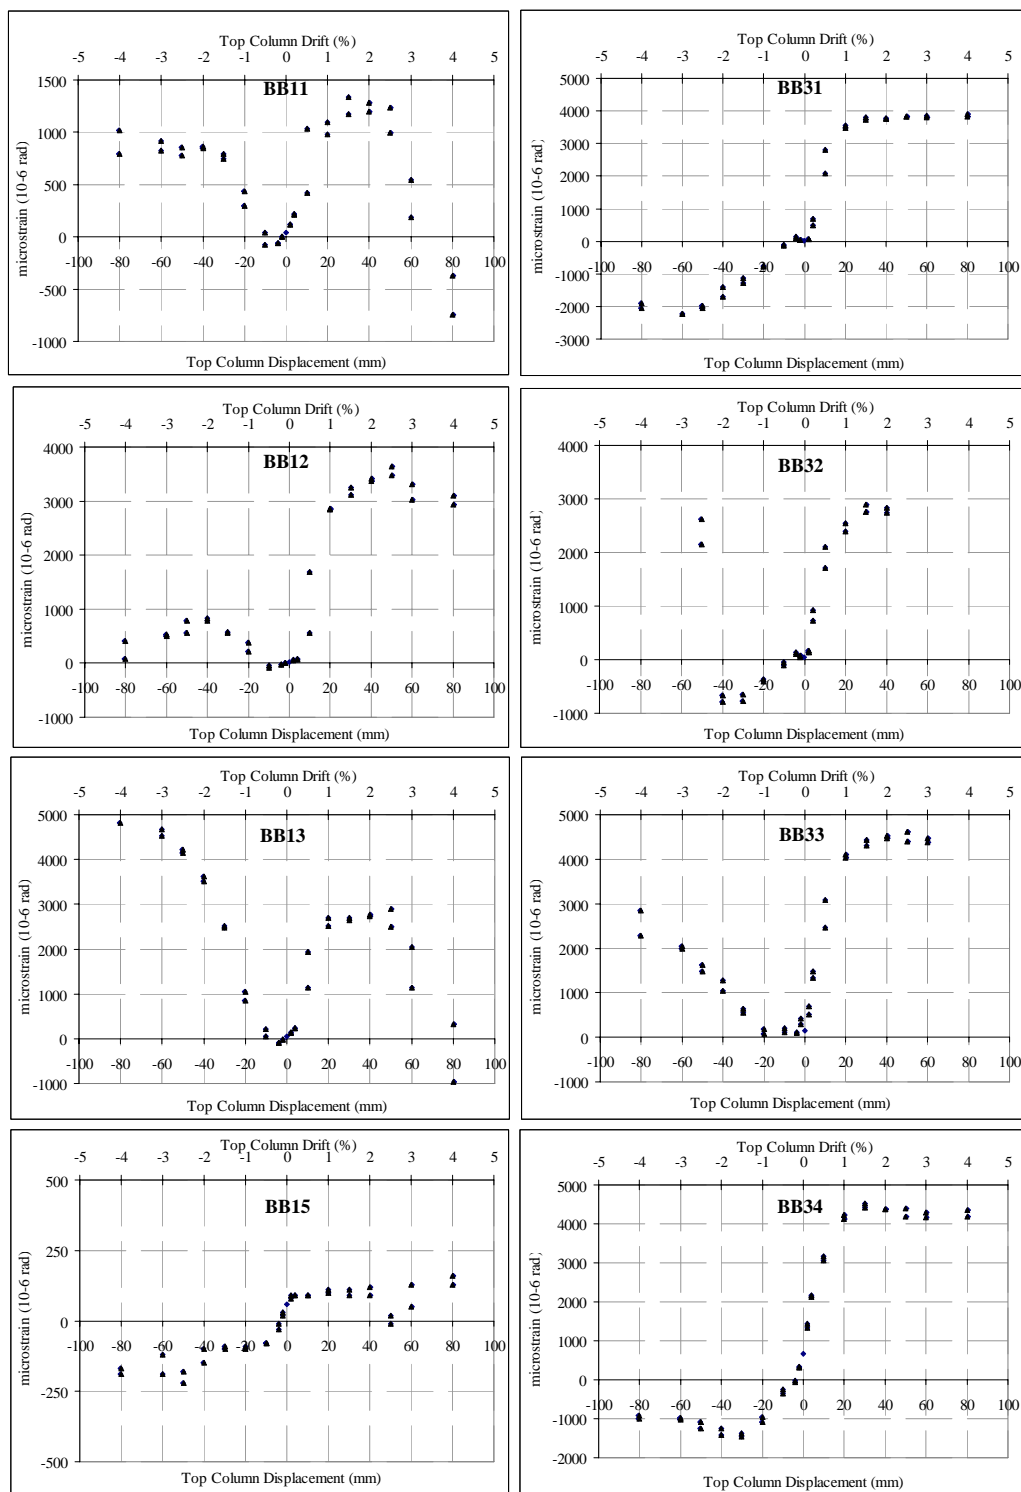 Top Column Drift (%)
-5 -4 -3 -2 -1 0 1 2 3 4 5
BB11
1500
1000
500
0
-500
-1000
microstrain (10-6 rad)
-100 -80 -60 -40 -20 0 20 40 60 80 100
Top Column Displacement (mm)
Top Column Drift (%)
-5 -4 -3 -2 -1 0 1 2 3 4 5
BB31
5000
4000
3000
2000
1000
0
-1000
-2000
-3000
microstrain (10-6 rad)
-100 -80 -60 -40 -20 0 20 40 60 80 100
Top Column Displacement (mm)
Top Column Drift (%)
-5 -4 -3 -2 -1 0 1 2 3 4 5
BB12
4000
3000
2000
1000
0
-1000
microstrain (10-6 rad)
-100 -80 -60 -40 -20 0 20 40 60 80 100
Top Column Displacement (mm)
Top Column Drift (%)
-5 -4 -3 -2 -1 0 1 2 3 4 5
BB32
4000
3000
2000
1000
0
-1000
microstrain (10-6 rad)
-100 -80 -60 -40 -20 0 20 40 60 80 100
Top Column Displacement (mm)
Top Column Drift (%)
-5 -4 -3 -2 -1 0 1 2 3 4 5
BB13
5000
4000
3000
2000
1000
0
-1000
microstrain (10-6 rad)
-100 -80 -60 -40 -20 0 20 40 60 80 100
Top Column Displacement (mm)
Top Column Drift (%)
-5 -4 -3 -2 -1 0 1 2 3 4 5
BB33
5000
4000
3000
2000
1000
0
-1000
microstrain (10-6 rad)
-100 -80 -60 -40 -20 0 20 40 60 80 100
Top Column Displacement (mm)
Top Column Drift (%)
-5 -4 -3 -2 -1 0 1 2 3 4 5
BB15
500
250
0
-250
-500
microstrain (10-6 rad)
-100 -80 -60 -40 -20 0 20 40 60 80 100
Top Column Displacement (mm)
Top Column Drift (%)
-5 -4 -3 -2 -1 0 1 2 3 4 5
BB34
5000
4000
3000
2000
1000
0
-1000
-2000
microstrain (10-6 rad)
-100 -80 -60 -40 -20 0 20 40 60 80 100
Top Column Displacement (mm)